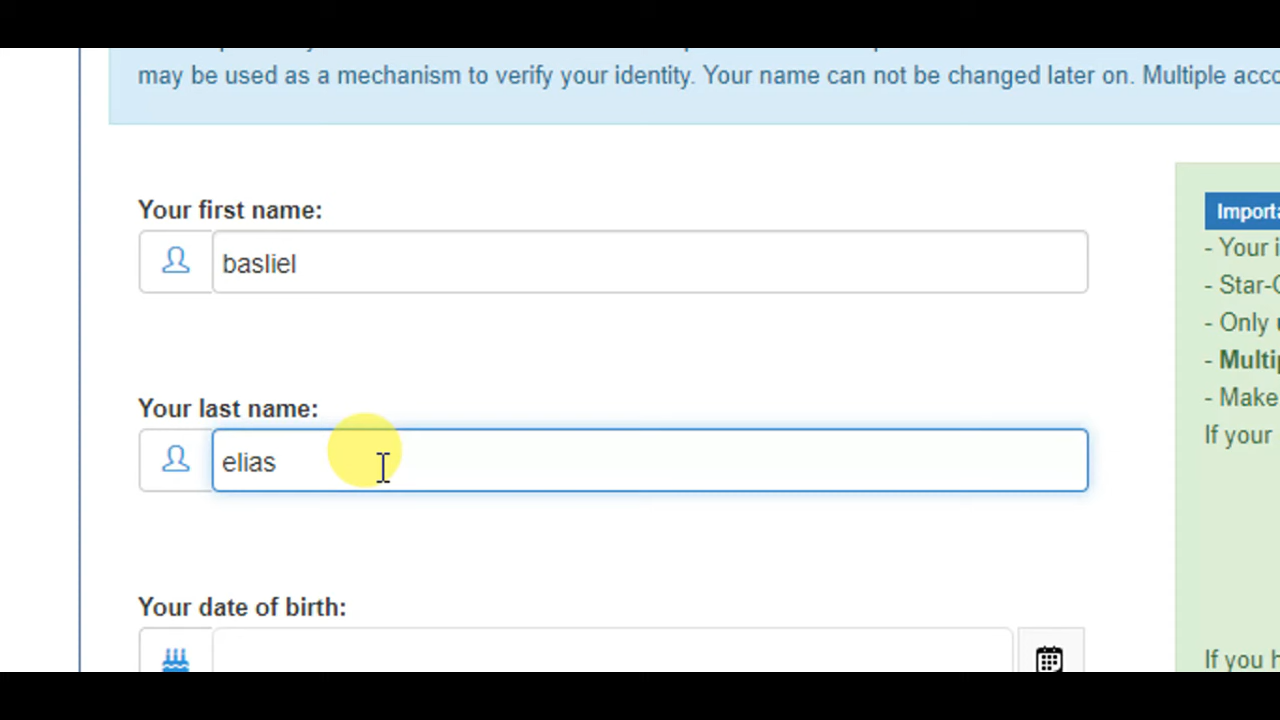 may be used as a mechanism to verify your identity. Your name can not be changed later on. Multiple acco
Your first name:
basliel
Your last name:
elias
Your date of birth:
Importa
- Your i
- Star-C
- Only u
- Multip
- Make
If your
If you h